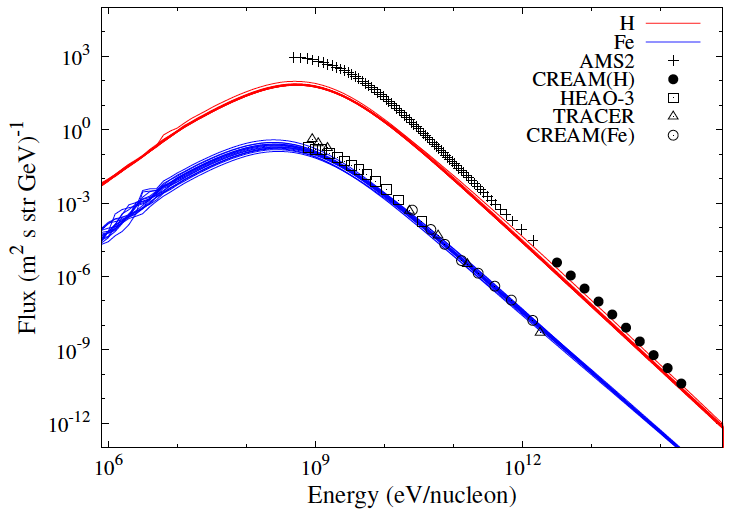 H
Fe
AMS2
CREAM(H)
HEAO-3
TRACER
CREAM(Fe)
10^3
10^0
10^-3
10^-6
10^-9
10^-12
Flux (m^2 s str GeV)^-1
10^6 10^9 10^12
Energy (eV/nucleon)